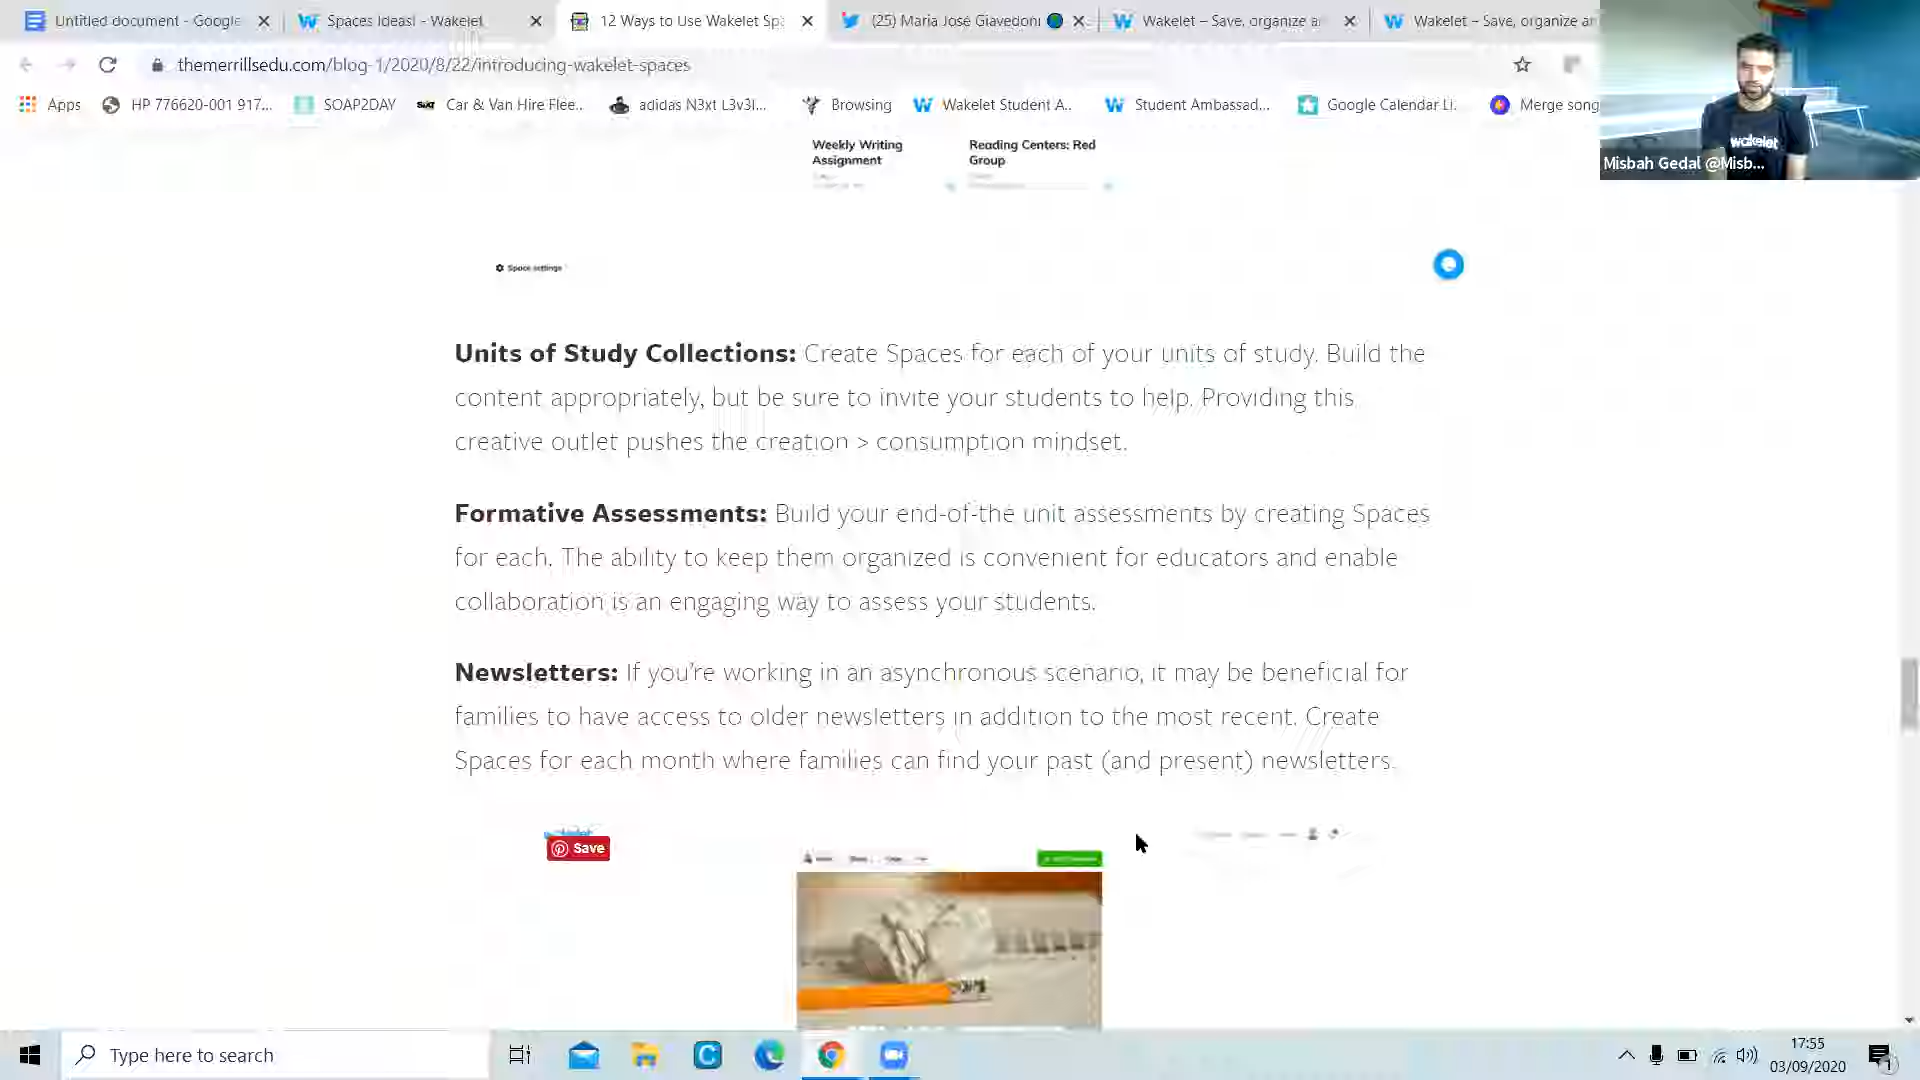 Untitled document - Google
Spaces Ideas! - Wakelet
12 Ways to Use Wakelet Spa
(25) Maria José Giavedoni
Wakelet – Save, organize a
Wakelet – Save, organize an
themerrillsedu.com/blog-1/2020/8/22/introducing-wakelet-spaces
Apps
HP 776620-001 917...
SOAP2DAY
SIXT
Car & Van Hire Flee...
adidas N3xt L3v3l...
Browsing
Wakelet Student A...
Student Ambassad...
Google Calendar Li...
Merge song
wakelet
Misbah Gedal @Misb...
Weekly Writing
Assignment
Reading Centers: Red
Group
Space settings
Units of Study Collections: Create Spaces for each of your units of study. Build the
content appropriately, but be sure to invite your students to help. Providing this
creative outlet pushes the creation > consumption mindset.
Formative Assessments: Build your end-of-the unit assessments by creating Spaces
for each. The ability to keep them organized is convenient for educators and enable
collaboration is an engaging way to assess your students.
Newsletters: If you’re working in an asynchronous scenario, it may be beneficial for
families to have access to older newsletters in addition to the most recent. Create
Spaces for each month where families can find your past (and present) newsletters.
Save
Type here to search
17:55
03/09/2020
1